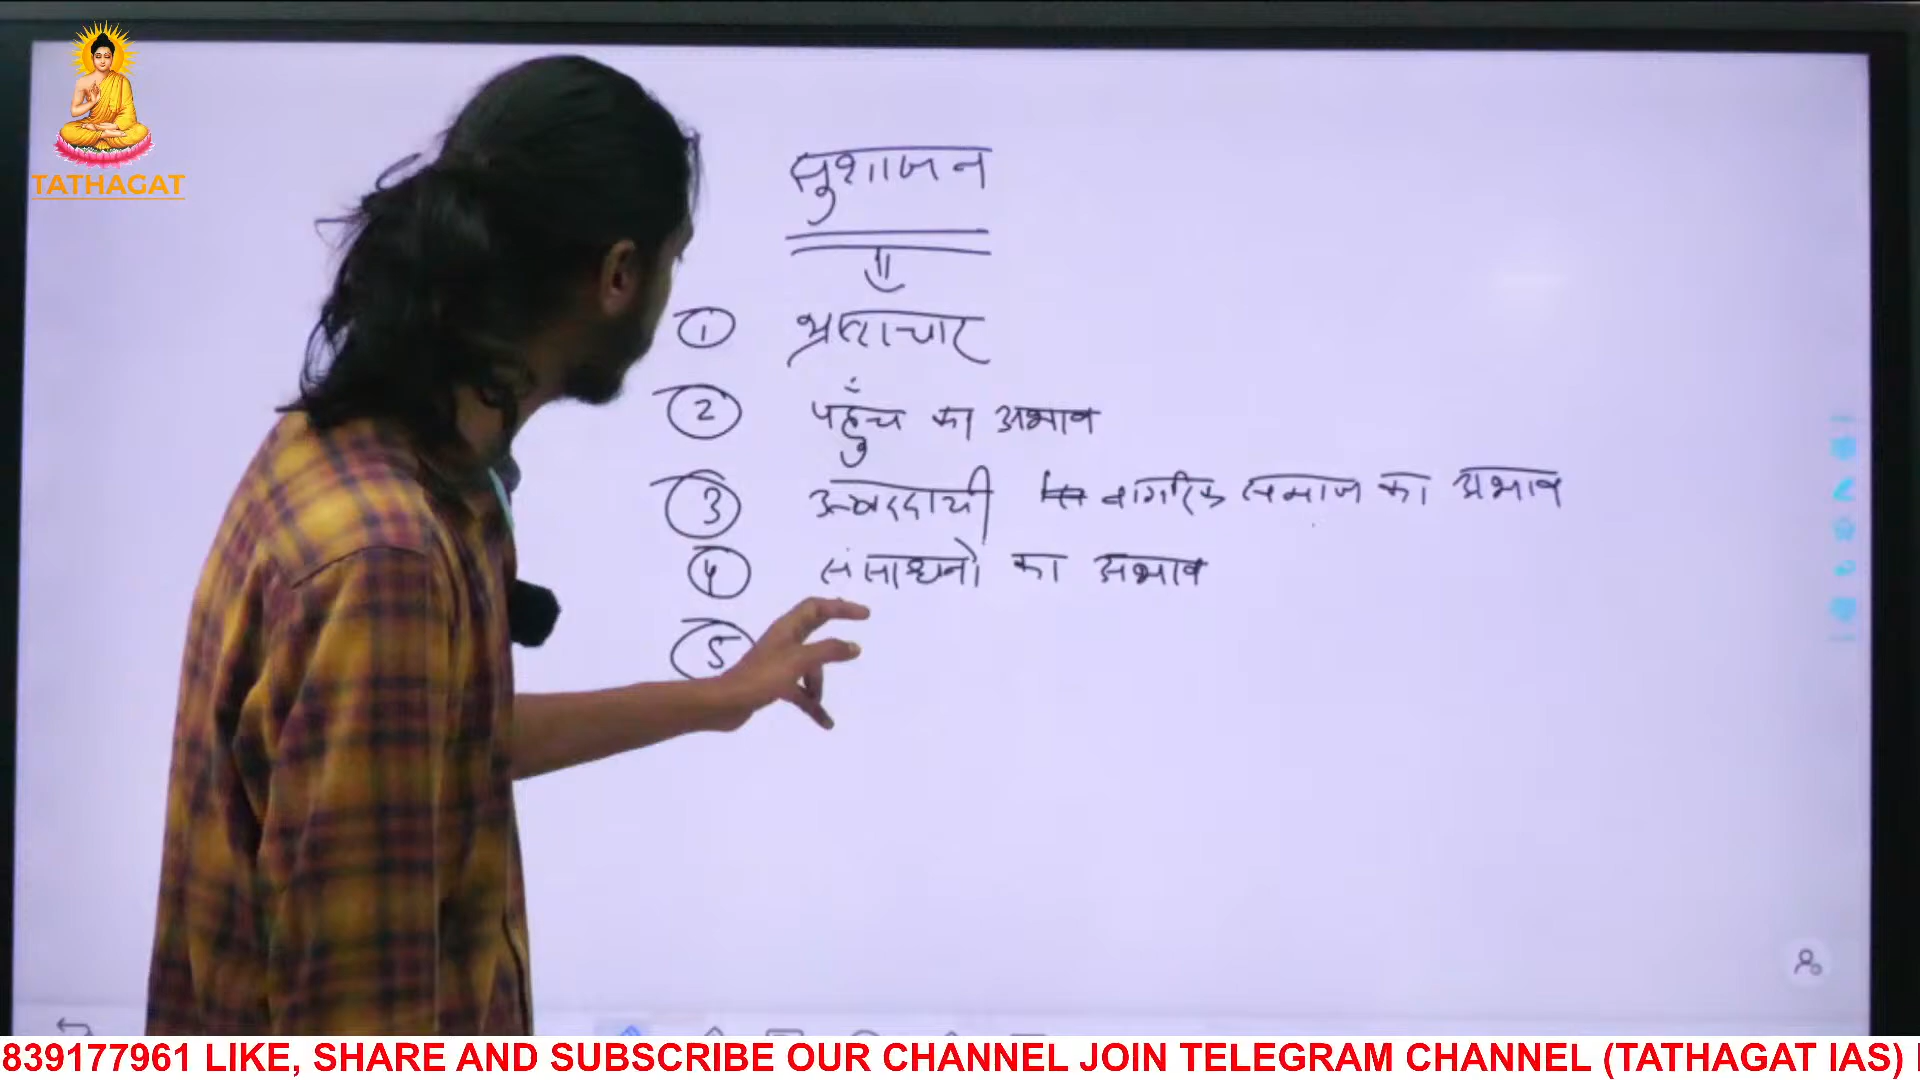 TATHAGAT
सुशासन
1 भ्रष्टाचार
2 पहुँच का अभाव
3 उत्तरदायी नागरिक समाज का अभाव
4 संसाधनों का अभाव
5
839177961 LIKE, SHARE AND SUBSCRIBE OUR CHANNEL JOIN TELEGRAM CHANNEL (TATHAGAT IAS)